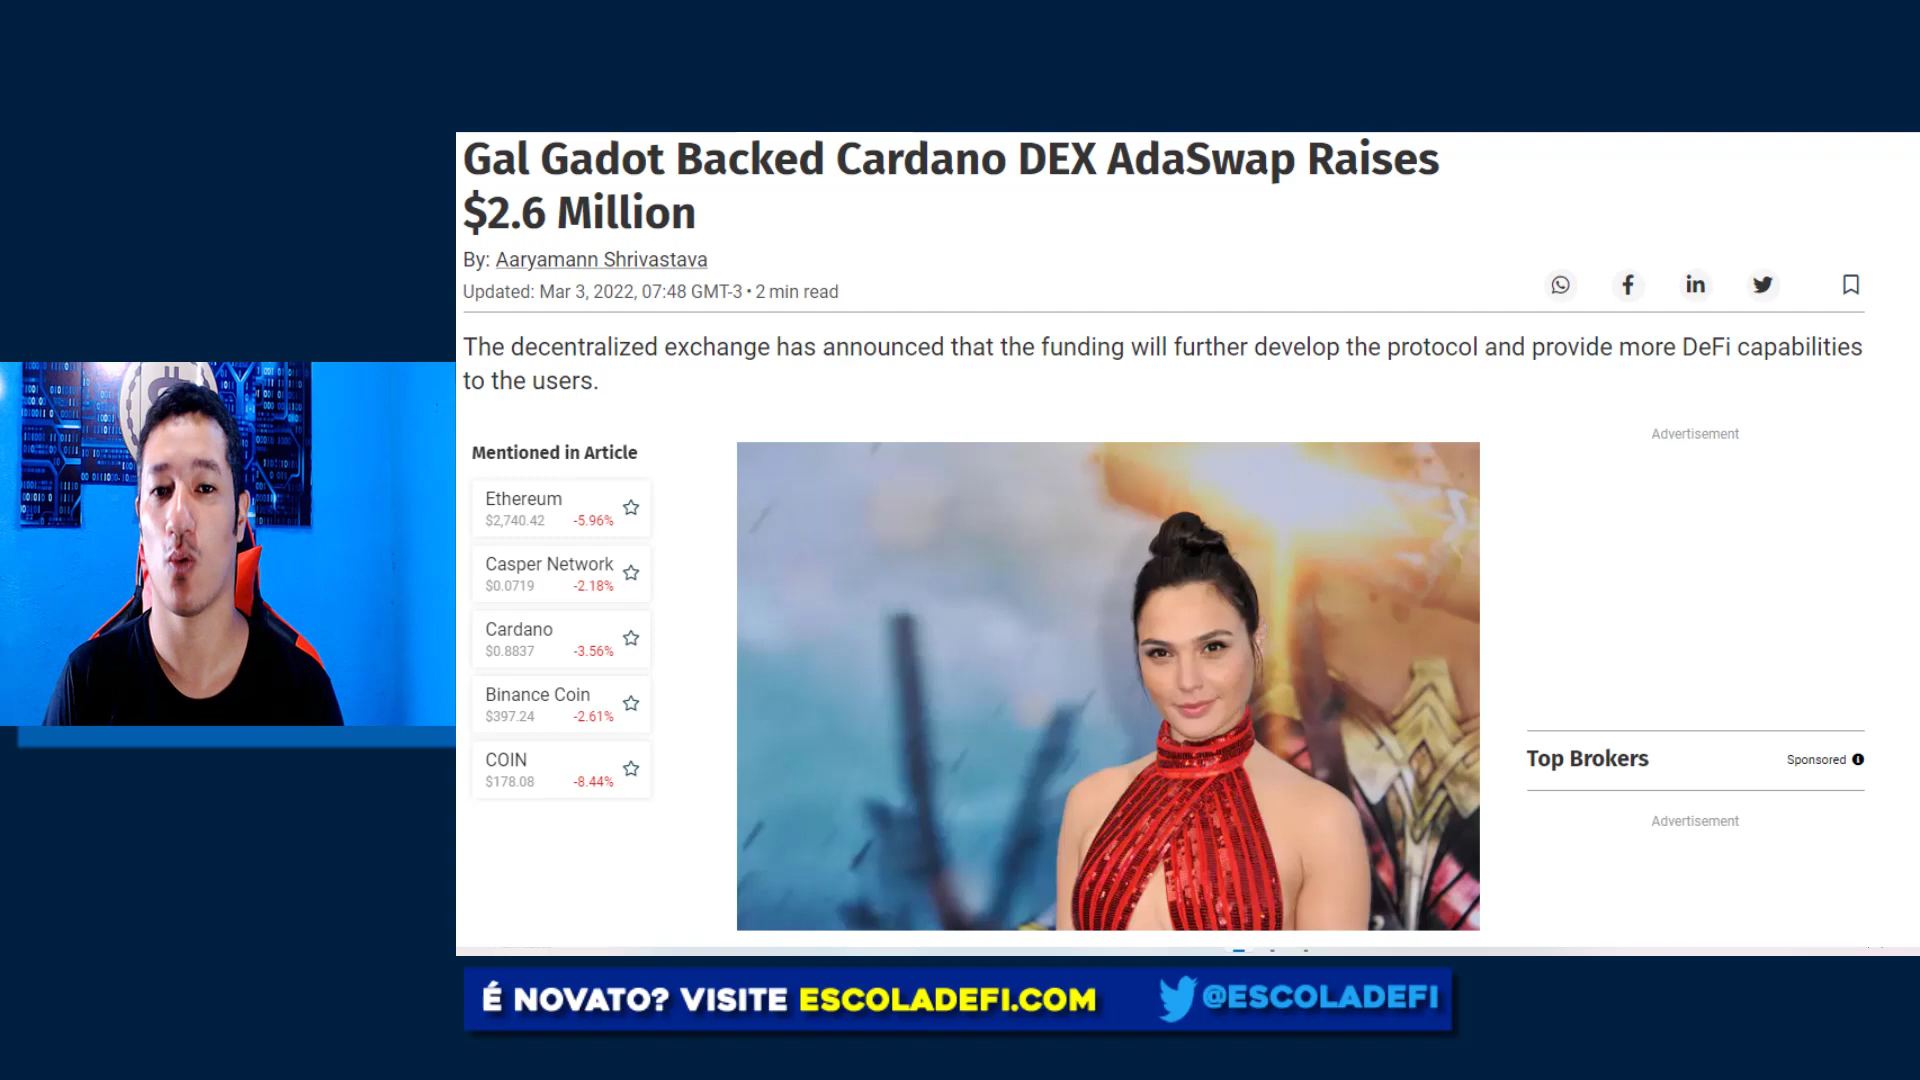 Gal Gadot Backed Cardano DEX AdaSwap Raises
$2.6 Million
By: Aaryamann Shrivastava
Updated: Mar 3, 2022, 07:48 GMT-3 • 2 min read
The decentralized exchange has announced that the funding will further develop the protocol and provide more DeFi capabilities
to the users.
Mentioned in Article
Ethereum
$2,740.42 -5.96%
Casper Network
$0.0719 -2.18%
Cardano
$0.8837 -3.56%
Binance Coin
$397.24 -2.61%
COIN
$178.08 -8.44%
Advertisement
Top Brokers
Sponsored
Advertisement
É NOVATO? VISITE ESCOLADEFI.COM
@ESCOLADEFI